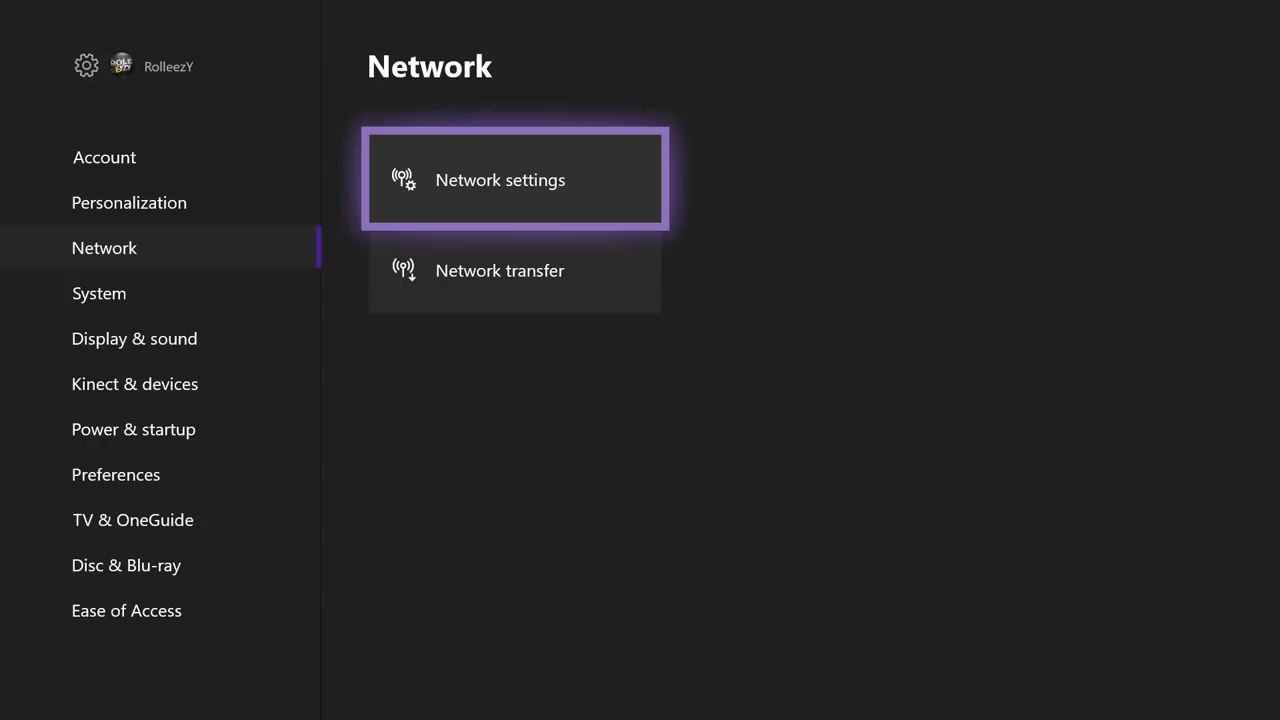 RolleezY
Account
Personalization
Network
System
Display & sound
Kinect & devices
Power & startup
Preferences
TV & OneGuide
Disc & Blu-ray
Ease of Access
Network
Network settings
Network transfer